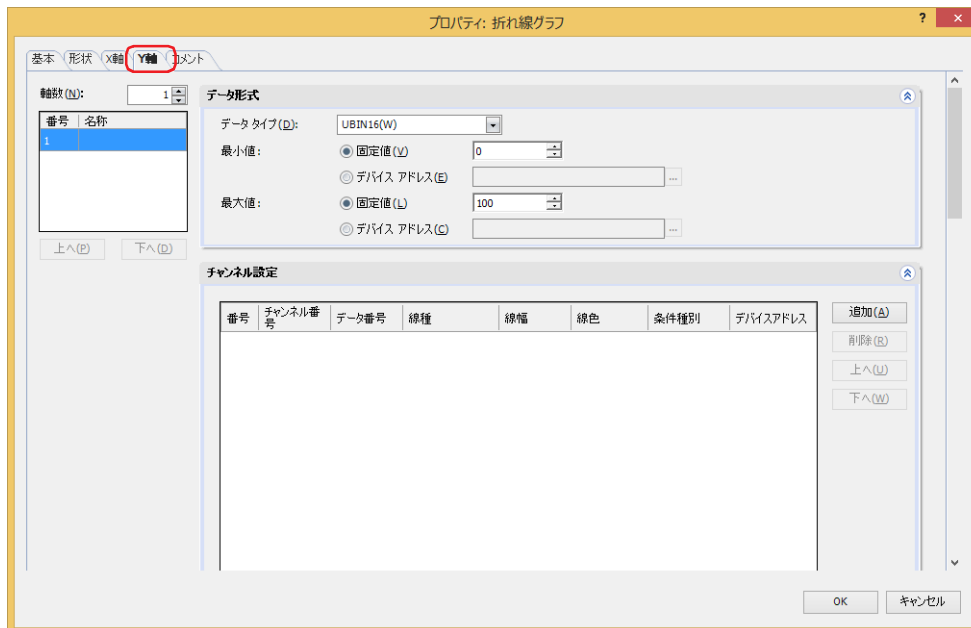 プロパティ: 折れ線グラフ
?
×
基本 形状 X軸 Y軸 コメント
軸数(N): 1
番号 名称
1
上へ(P) 下へ(D)
データ形式
データ タイプ(D): UBIN16(W)
最小値: 固定値(V) 0
デバイス アドレス(E) ...
最大値: 固定値(L) 100
デバイス アドレス(C) ...
チャンネル設定
番号 チャンネル番号 データ番号 線種 線幅 線色 条件種別 デバイスアドレス
追加(A)
削除(R)
上へ(U)
下へ(W)
OK キャンセル